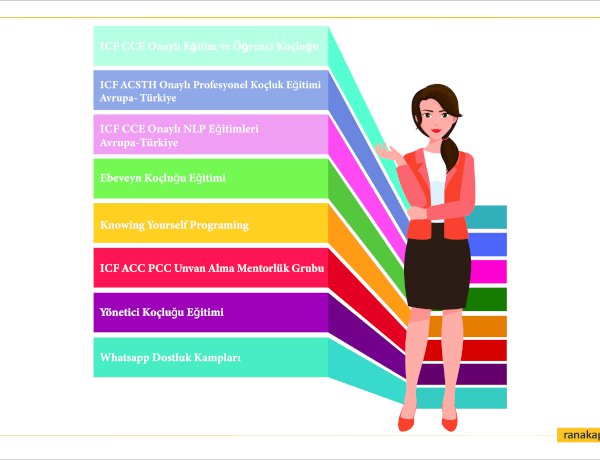 ICF CCE Onaylı Eğitim ve Öğrenci Koçluğu
ICF ACSTH Onaylı Profesyonel Koçluk Eğitimi
Avrupa- Türkiye
ICF CCE Onaylı NLP Eğitimleri
Avrupa-Türkiye
Ebeveyn Koçluğu Eğitimi
Knowing Yourself Programing
ICF ACC PCC Unvan Alma Mentorlük Grubu
Yönetici Koçluğu Eğitimi
Whatsapp Dostluk Kampları
ranakap